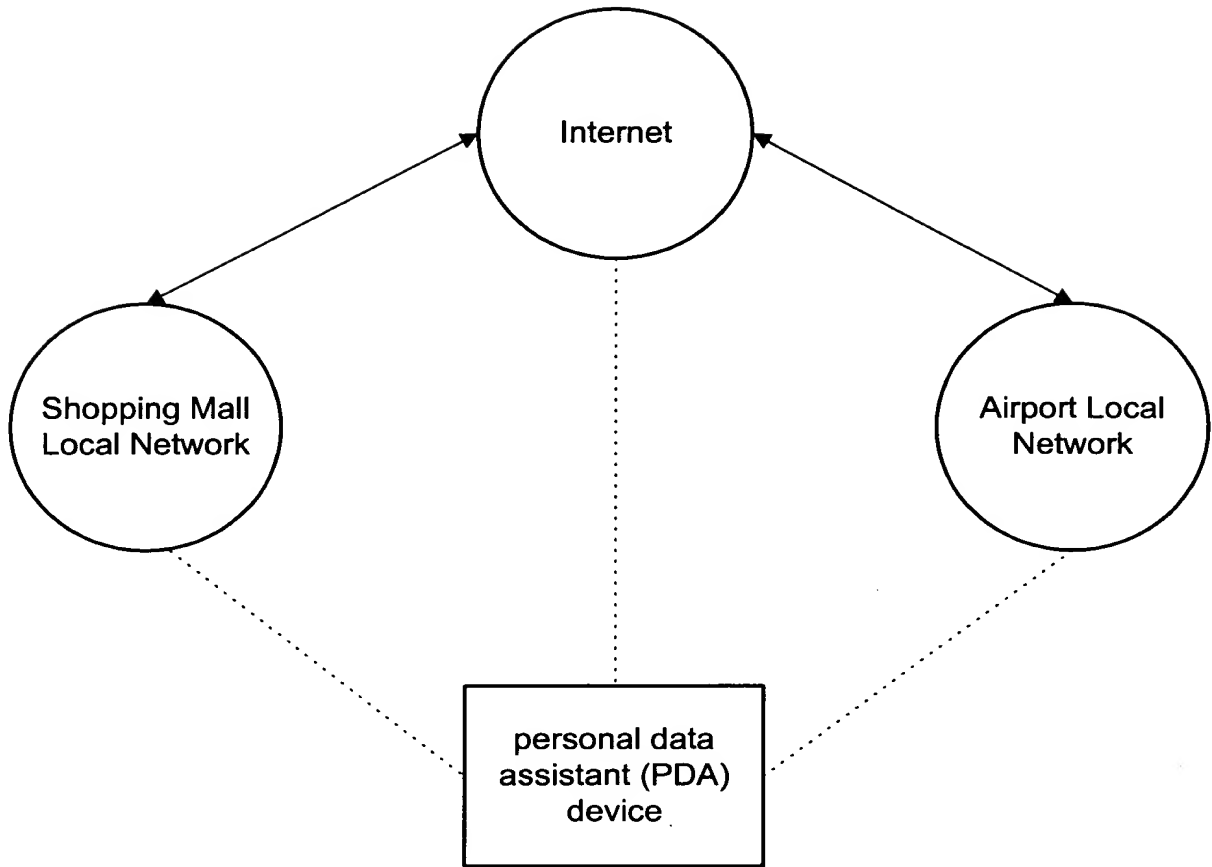 Internet
Shopping Mall
Local Network
Airport Local
Network
personal data
assistant (PDA)
device